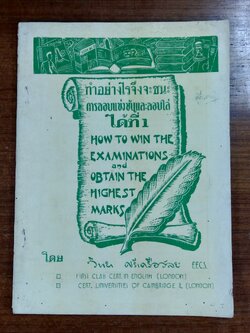 ทำอย่างไรจึงจะชนะ
การสอบแข่งขันและสอบไล่
ได้ที่ 1
HOW TO WIN THE
EXAMINATIONS
and
OBTAIN THE
HIGHEST
MARKS
โดย
F.F.C.S.
FIRST CLASS CERT. IN ENGLISH (LONDON)
CERT. UNIVERSITIES OF CAMBRIDGE & (LONDON)